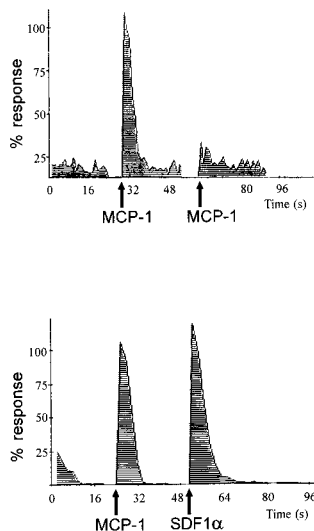 % response
100
75
50
25
0 16 32 48 80 96
Time (s)
MCP-1 MCP-1
% response
100
75
50
25
0 16 32 48 64 80 96
Time (s)
MCP-1 SDF1α